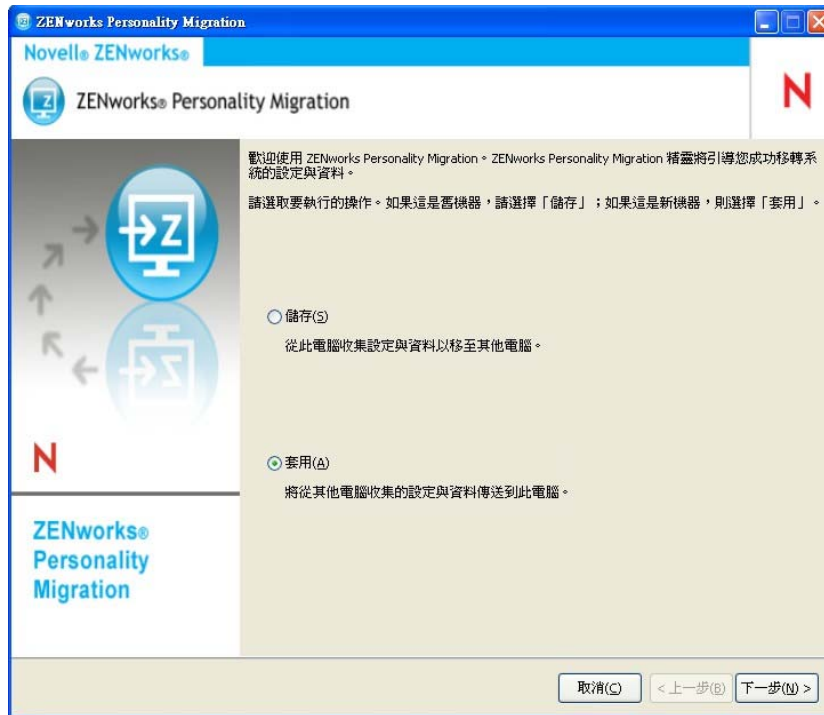 ZENworks Personality Migration
Novell® ZENworks®
ZENworks® Personality Migration
N
歡迎使用 ZENworks Personality Migration。ZENworks Personality Migration 精靈將引導您成功移轉系
統的設定與資料。
請選取要執行的操作。如果這是舊機器，請選擇「儲存」；如果這是新機器，則選擇「套用」。
儲存(S)
從此電腦收集設定與資料以移至其他電腦。
套用(A)
將從其他電腦收集的設定與資料傳送到此電腦。
N
ZENworks®
Personality
Migration
取消(C)
<上一步(B)
下一步(N) >